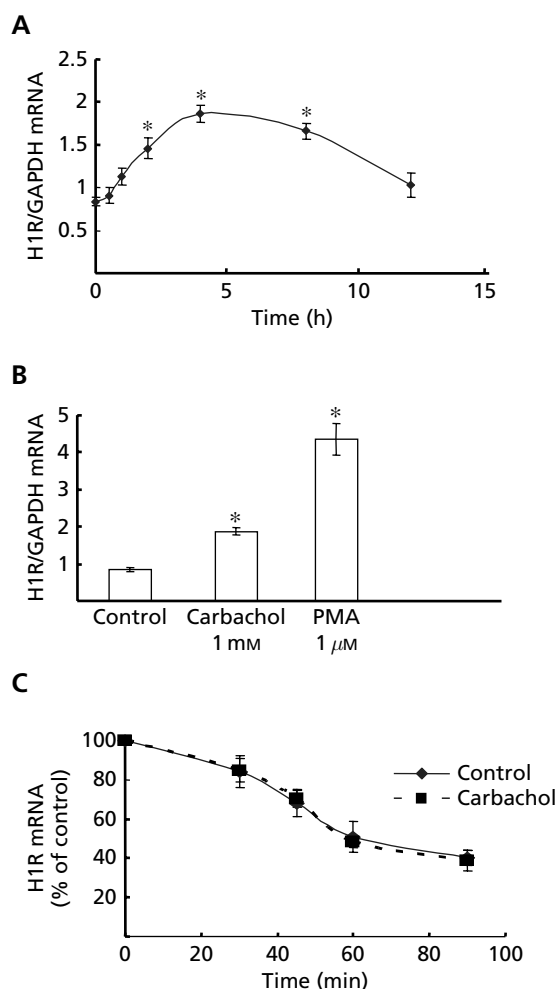 A
H1R/GAPDH mRNA
2.5
2
1.5
1
0.5
0 5 10 15
* * *
Time (h)
B
H1R/GAPDH mRNA
5
4
3
2
1
* *
Control Carbachol PMA
1 mM 1 μM
C
H1R mRNA
(% of control)
100
80
60
40
20
0 20 40 60 80 100
Control
Carbachol
Time (min)